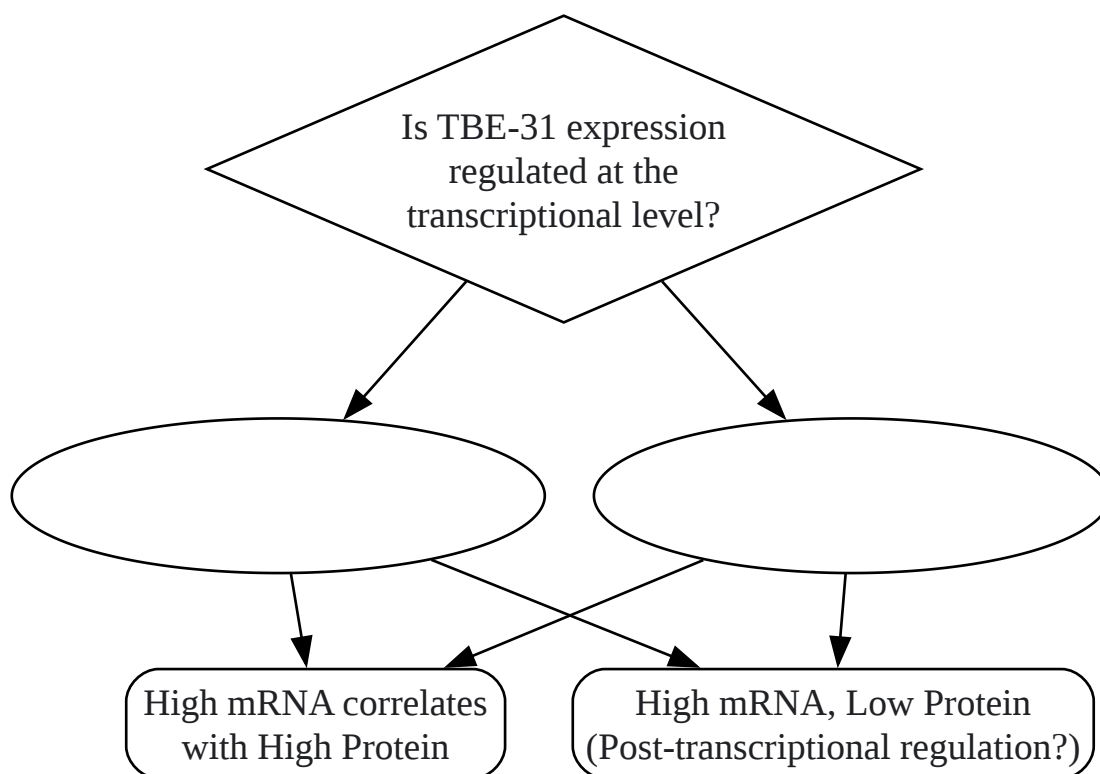 Is TBE-31 expression
regulated at the
transcriptional level?
High mRNA correlates
with High Protein
High mRNA, Low Protein
(Post-transcriptional regulation?)